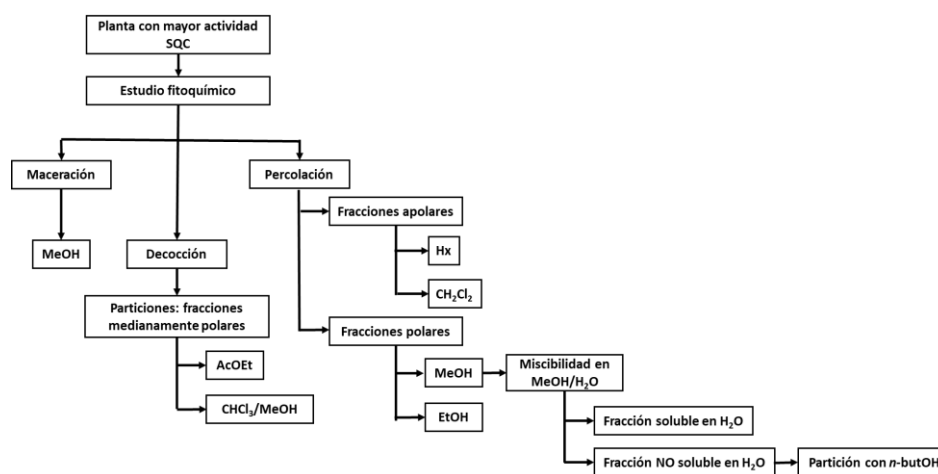 Planta con mayor actividad
SQC
Estudio fitoquímico
Maceración
Percolación
Fracciones apolares
MeOH
Decocción
Hx
CH₂Cl₂
Particiones: fracciones
medianamente polares
Fracciones polares
AcOEt
MeOH
Miscibilidad en
MeOH/H₂O
CHCl₃/MeOH
EtOH
Fracción soluble en H₂O
Fracción NO soluble en H₂O
Partición con n-butOH